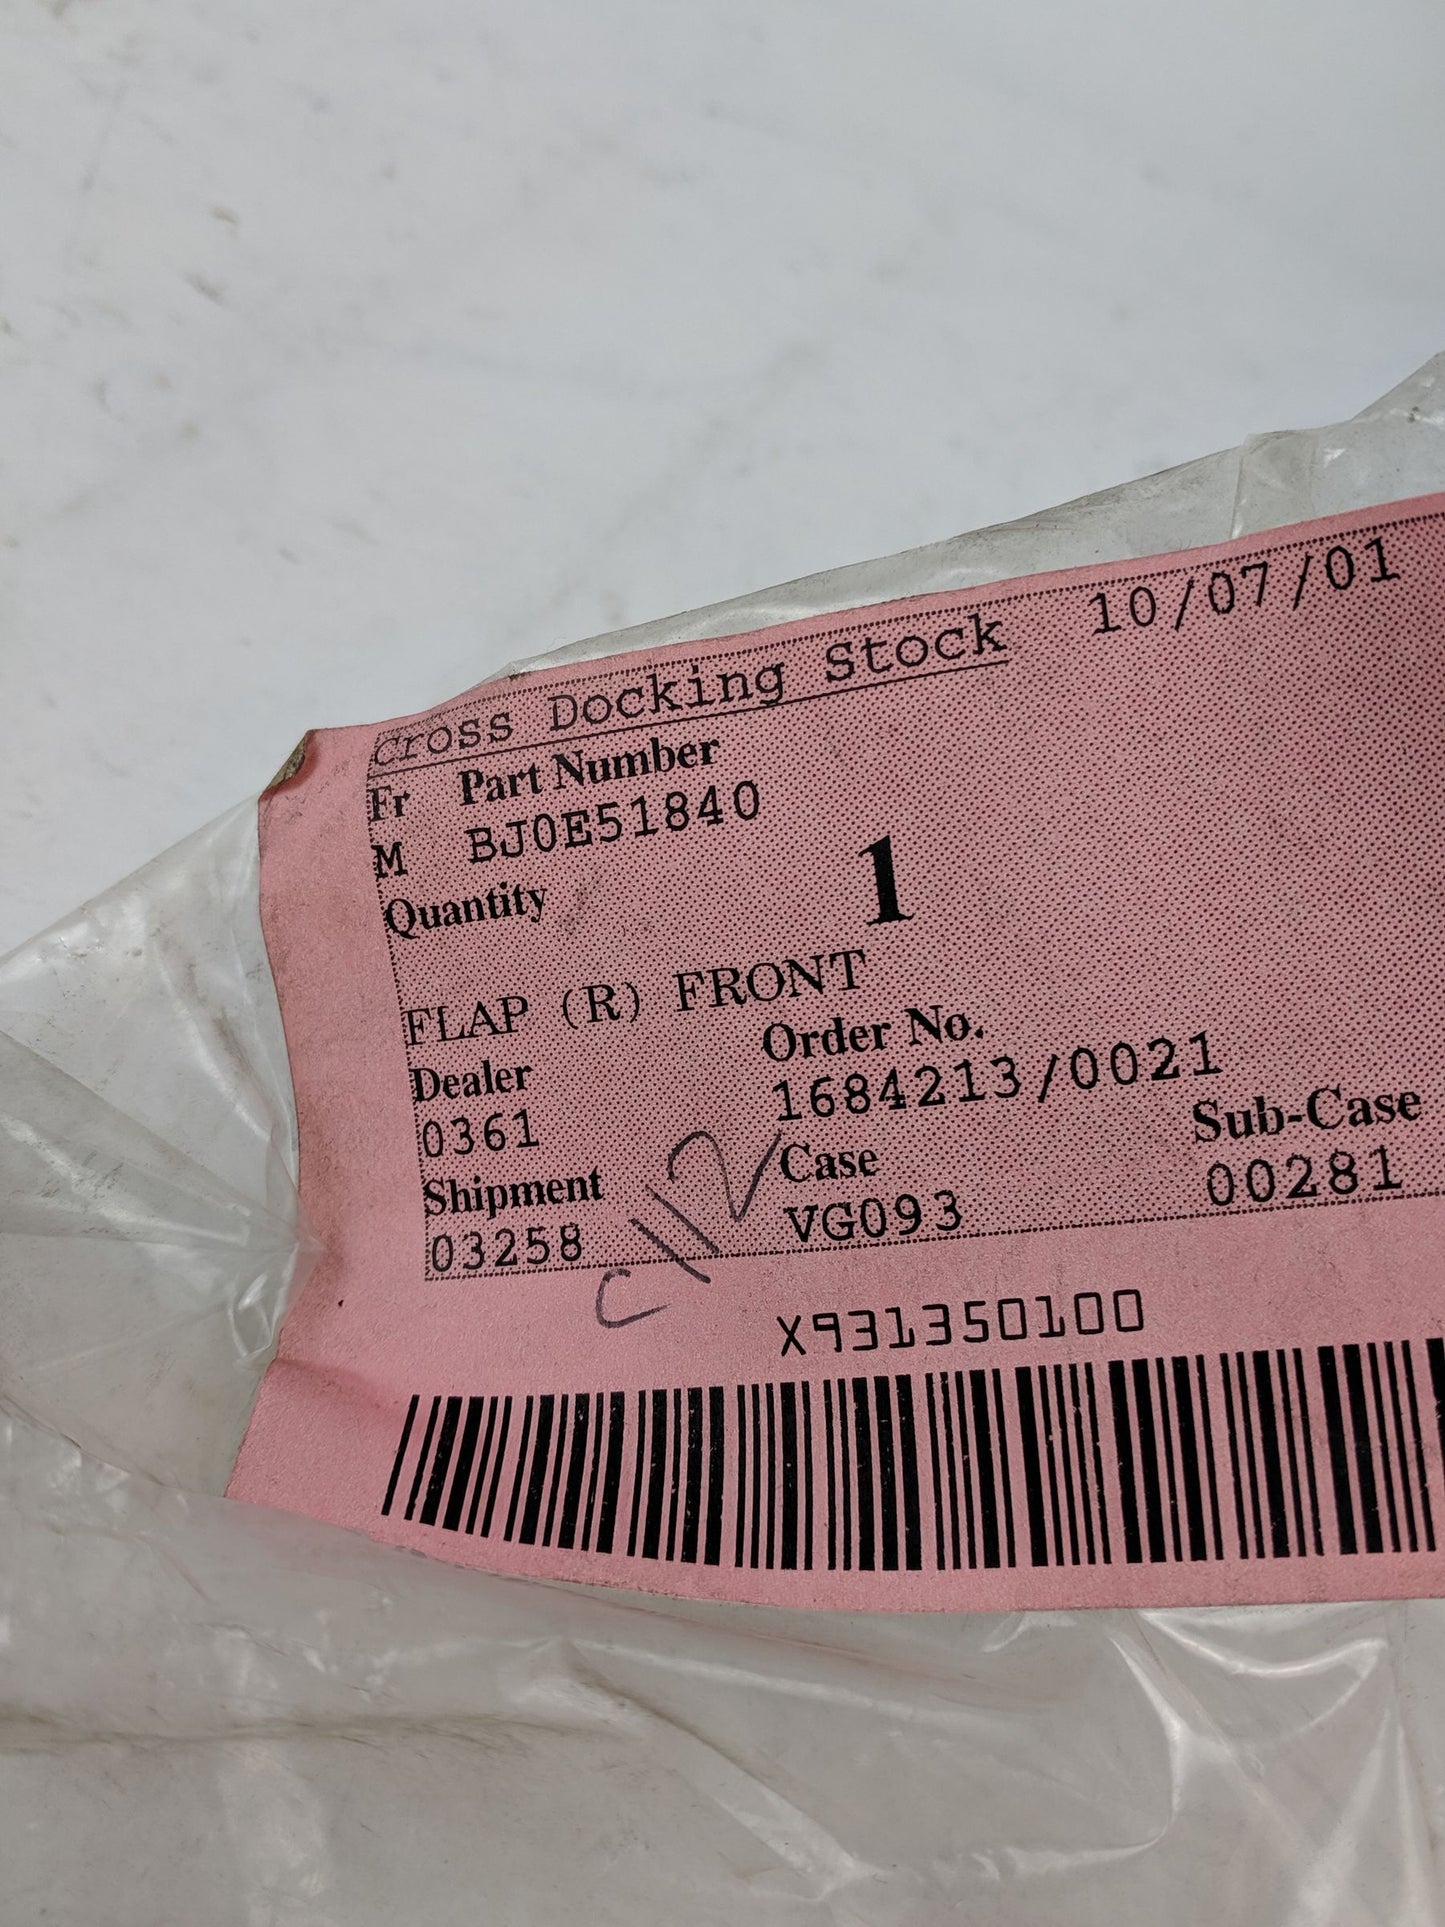 Cross Docking Stock 10/07/01
Fr Part Number
M BJ0E51840
Quantity 1
FLAP (R) FRONT
Dealer Order No.
0361 1684213/0021
Shipment Case Sub-Case
03258 VG093 00281
C112
X931350100